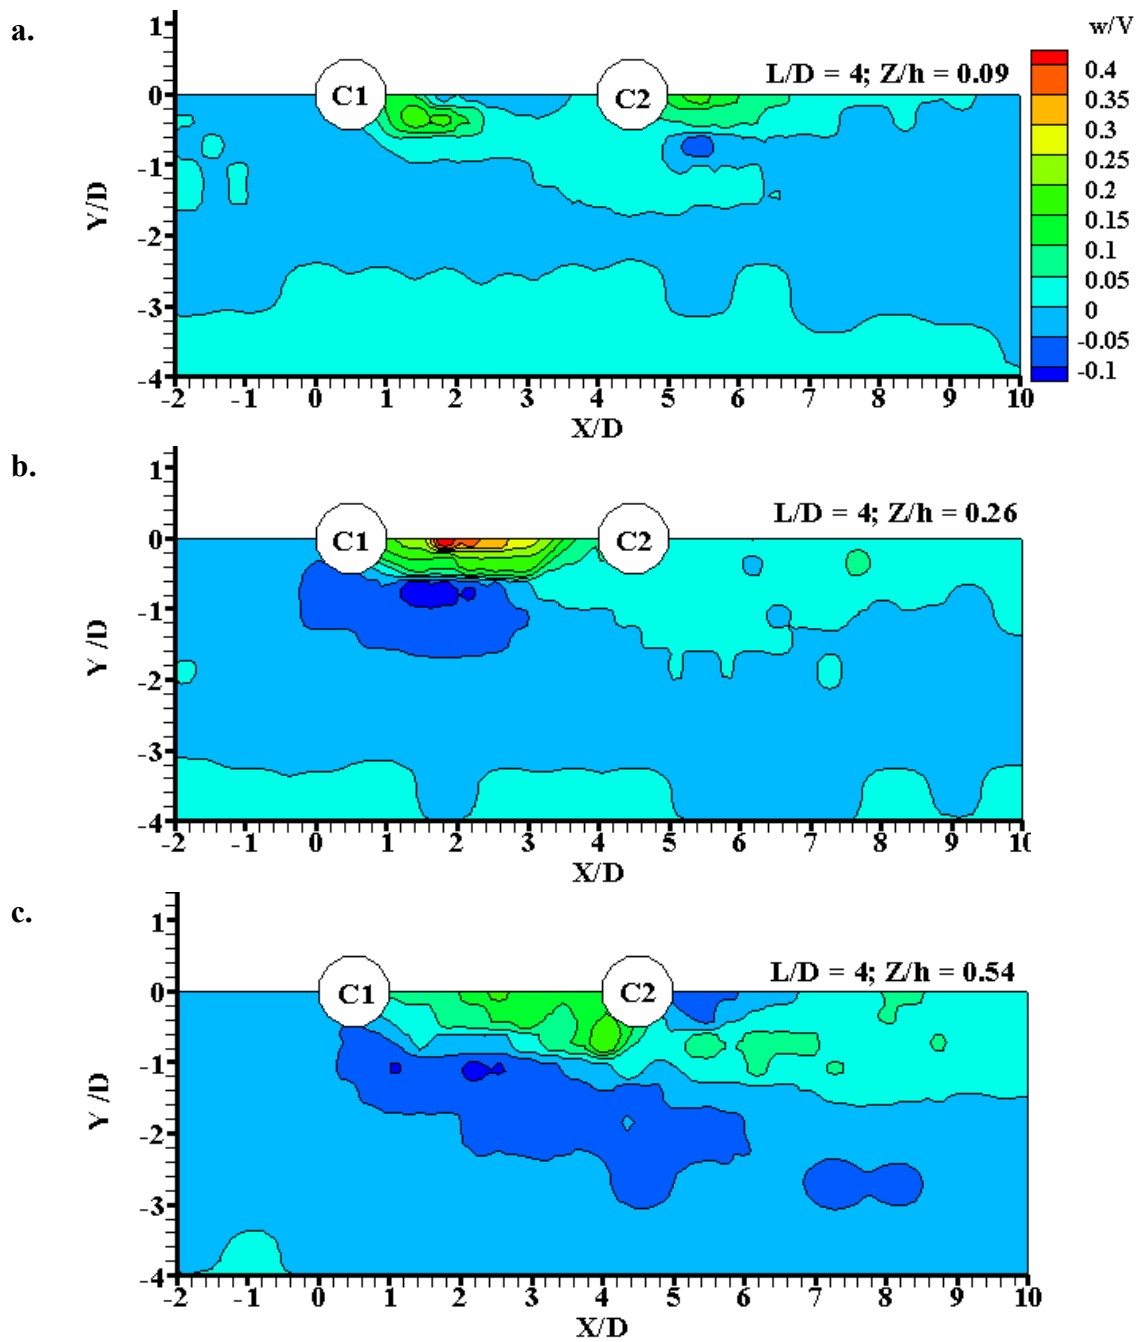 a.
w/V
L/D = 4; Z/h = 0.09
C1
C2
1
0
-1
-2
-3
-4
Y/D
0.4
0.35
0.3
0.25
0.2
0.15
0.1
0.05
0
-0.05
-0.1
-2 -1 0 1 2 3 4 5 6 7 8 9 10
X/D
b.
L/D = 4; Z/h = 0.26
C1
C2
1
0
-1
-2
-3
-4
Y /D
-2 -1 0 1 2 3 4 5 6 7 8 9
X/D
c.
L/D = 4; Z/h = 0.54
C1
C2
1
0
-1
-2
-3
-4
Y /D
-2 -1 0 1 2 3 4 5 6 7 8 9 10
X/D